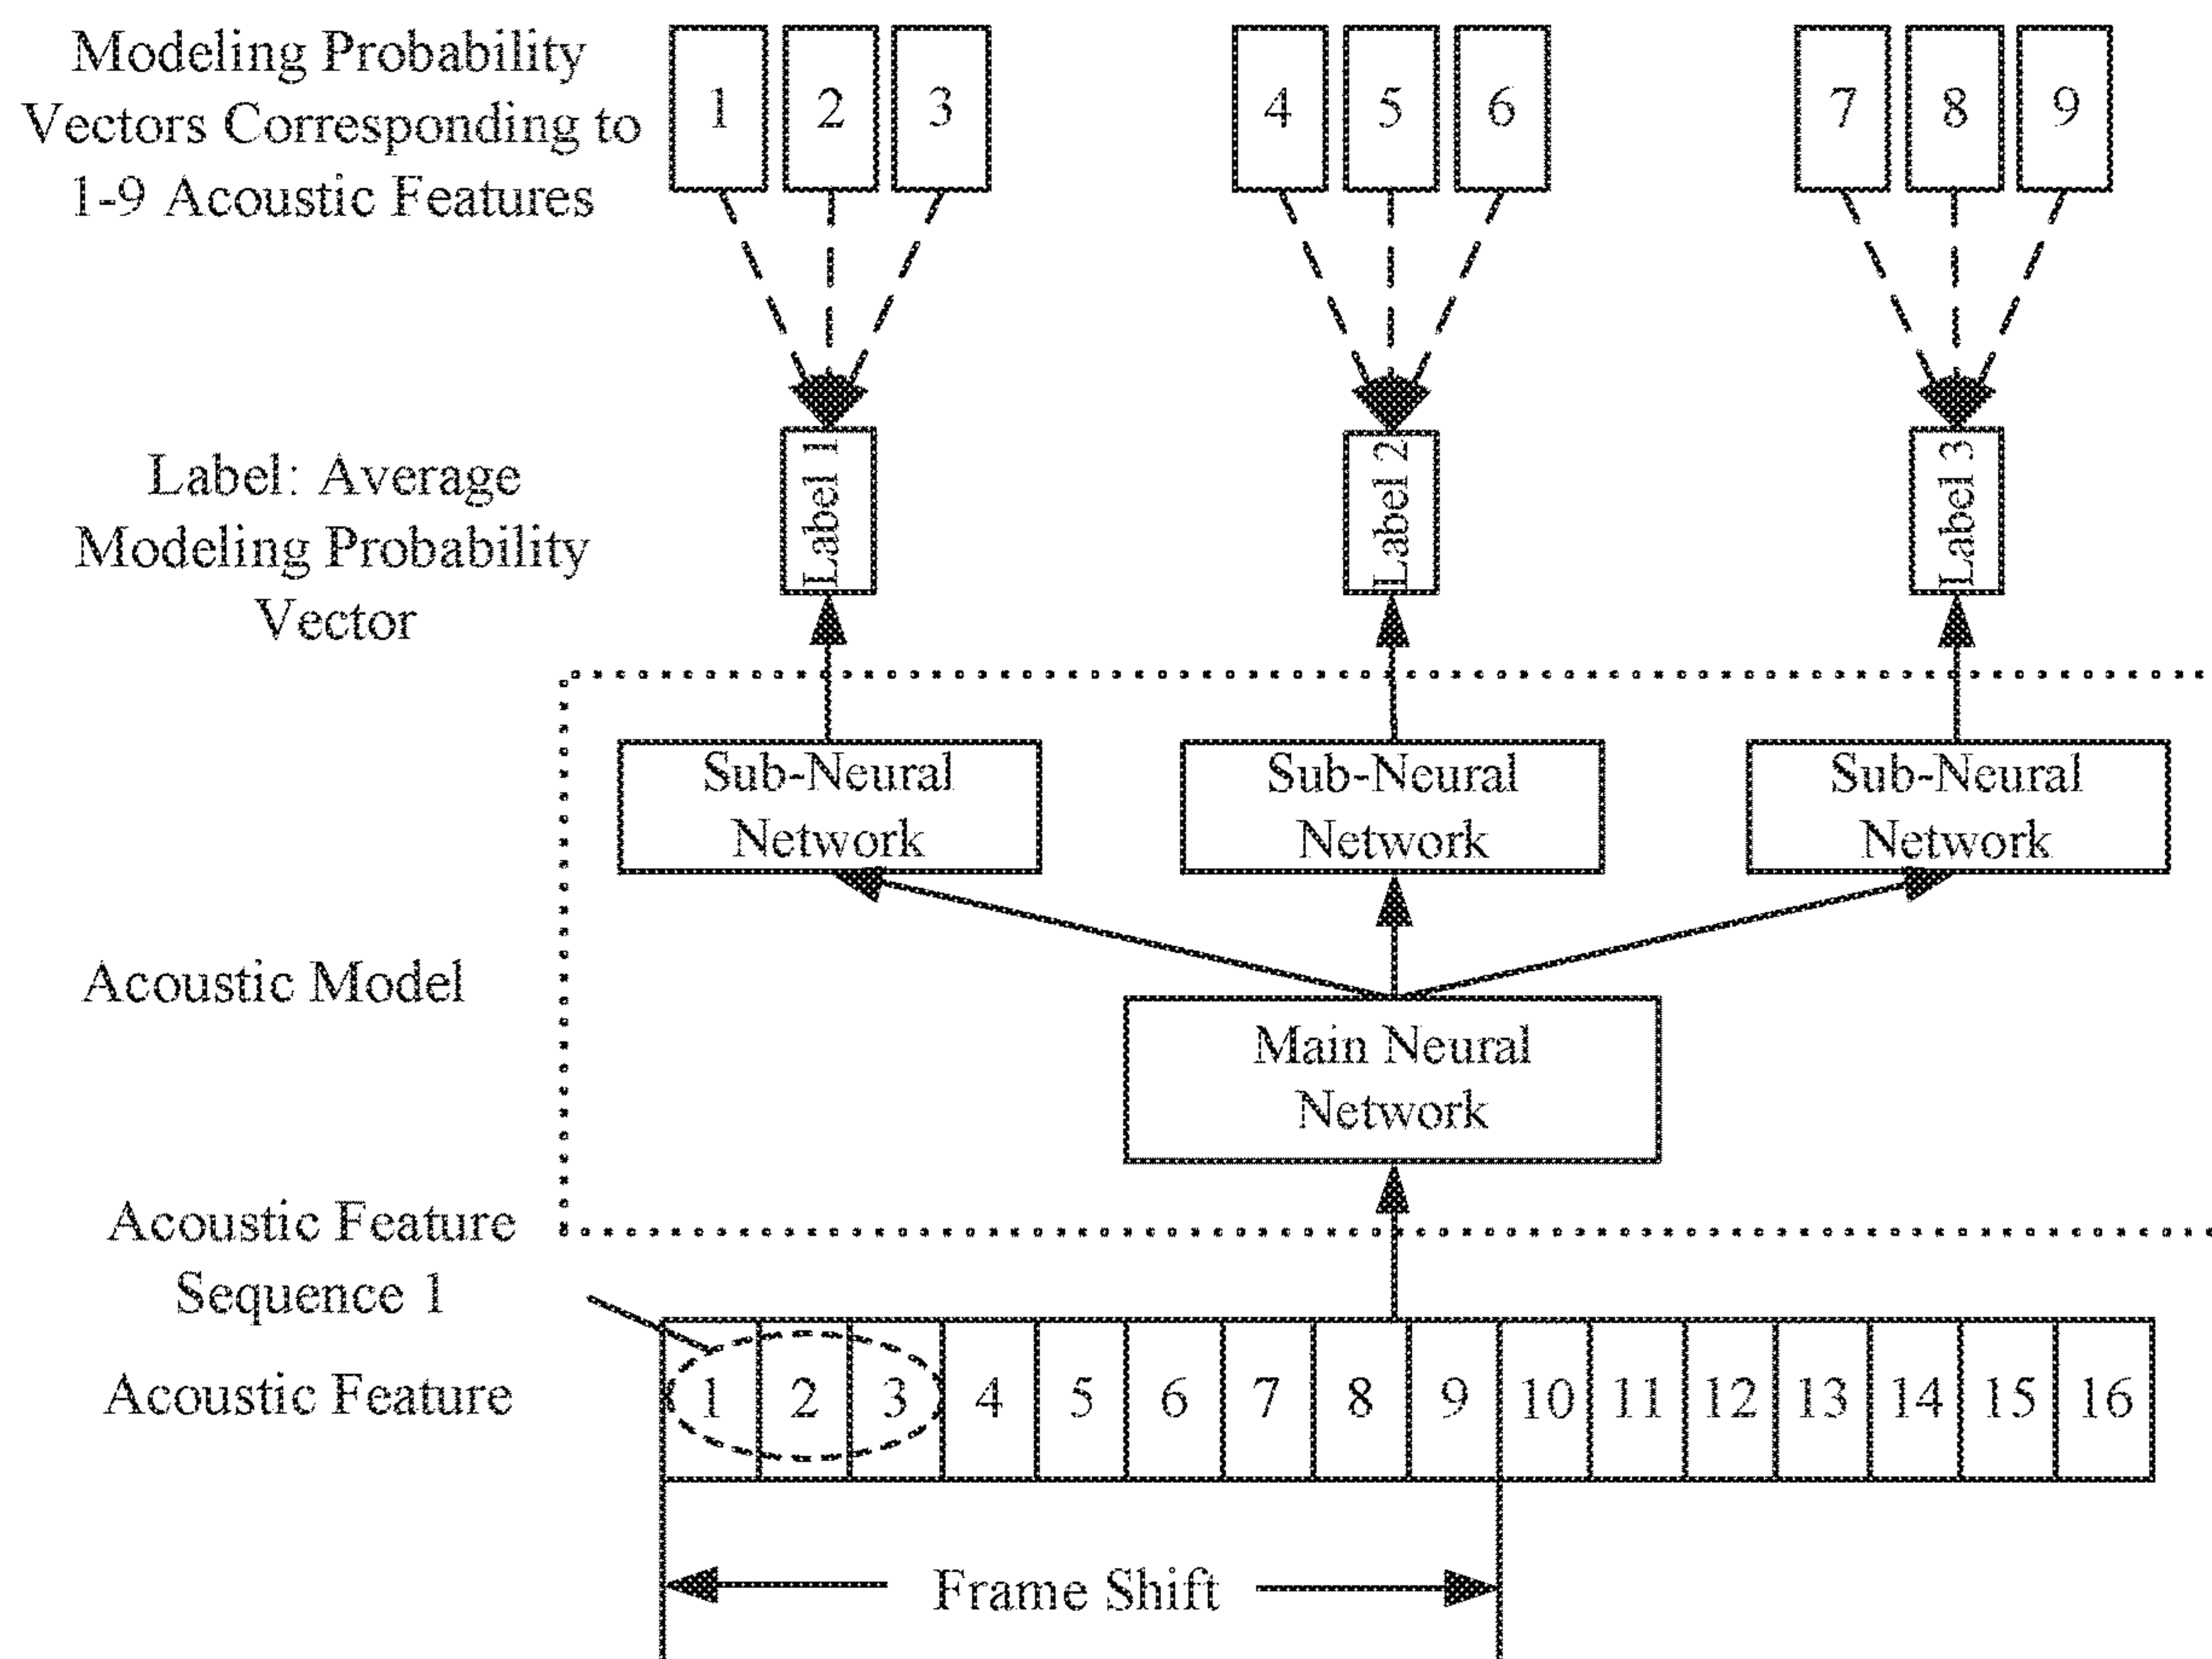 Modeling Probability
Vectors Corresponding to
1-9 Acoustic Features
1 2 3 4 5 6 7 8 9
Label: Average
Modeling Probability
Vector
Label 1
Label 2
Label 3
Sub-Neural
Network
Sub-Neural
Network
Sub-Neural
Network
Acoustic Model
Main Neural
Network
Acoustic Feature
Sequence 1
Acoustic Feature
1 2 3 4 5 6 7 8 9 10 11 12 13 14 15 16
Frame Shift